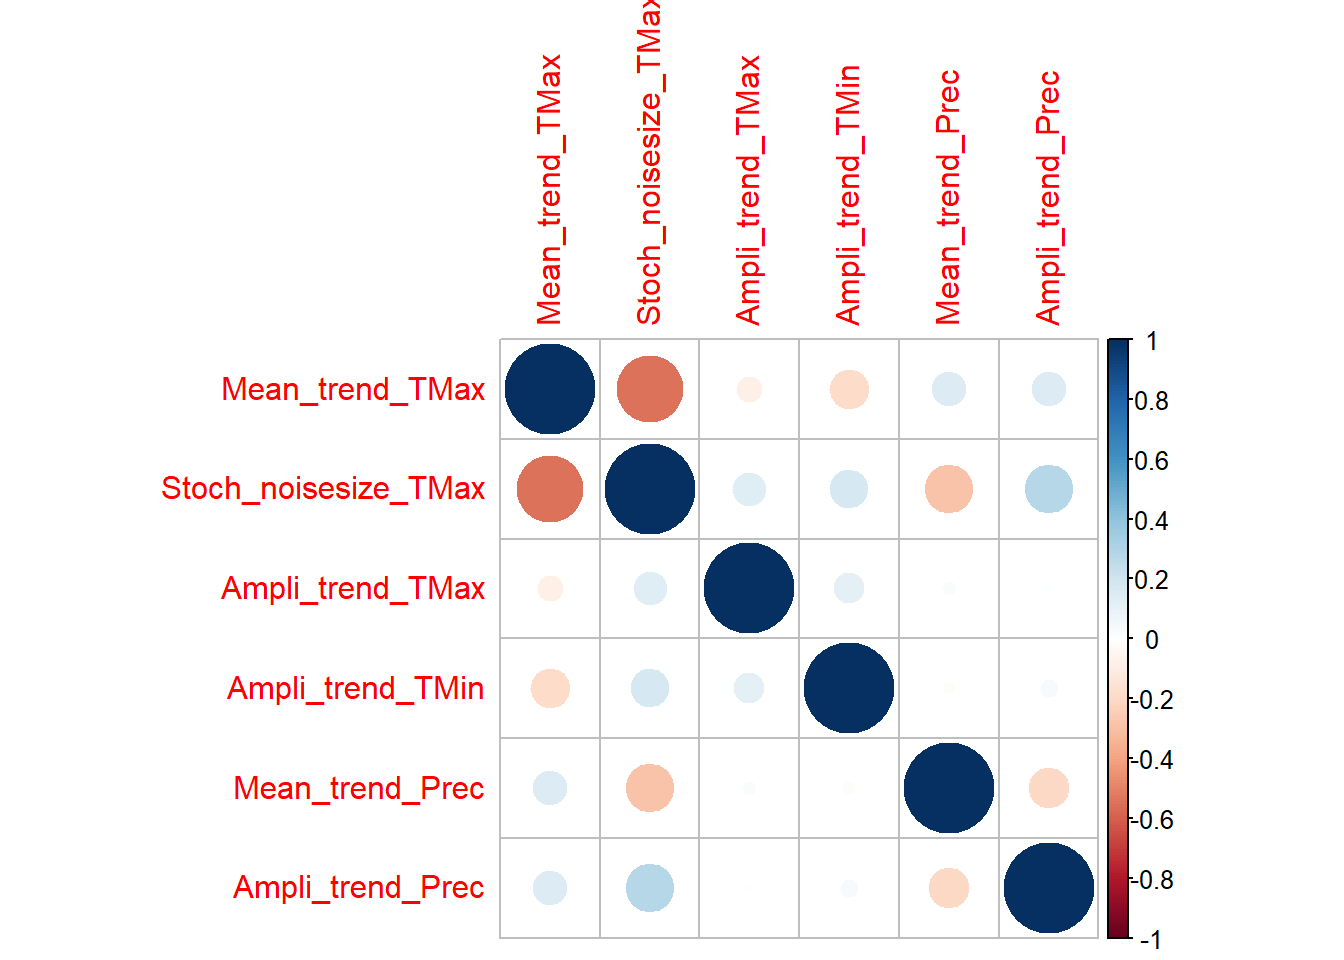 Mean_trend_TMax
Stoch_noisesize_TMax
Ampli_trend_TMax
Ampli_trend_TMin
Mean_trend_Prec
Ampli_trend_Prec
Mean_trend_TMax
Stoch_noisesize_TMax
Ampli_trend_TMax
Ampli_trend_TMin
Mean_trend_Prec
Ampli_trend_Prec
1
0.8
0.6
0.4
0.2
0
-0.2
-0.4
-0.6
-0.8
-1